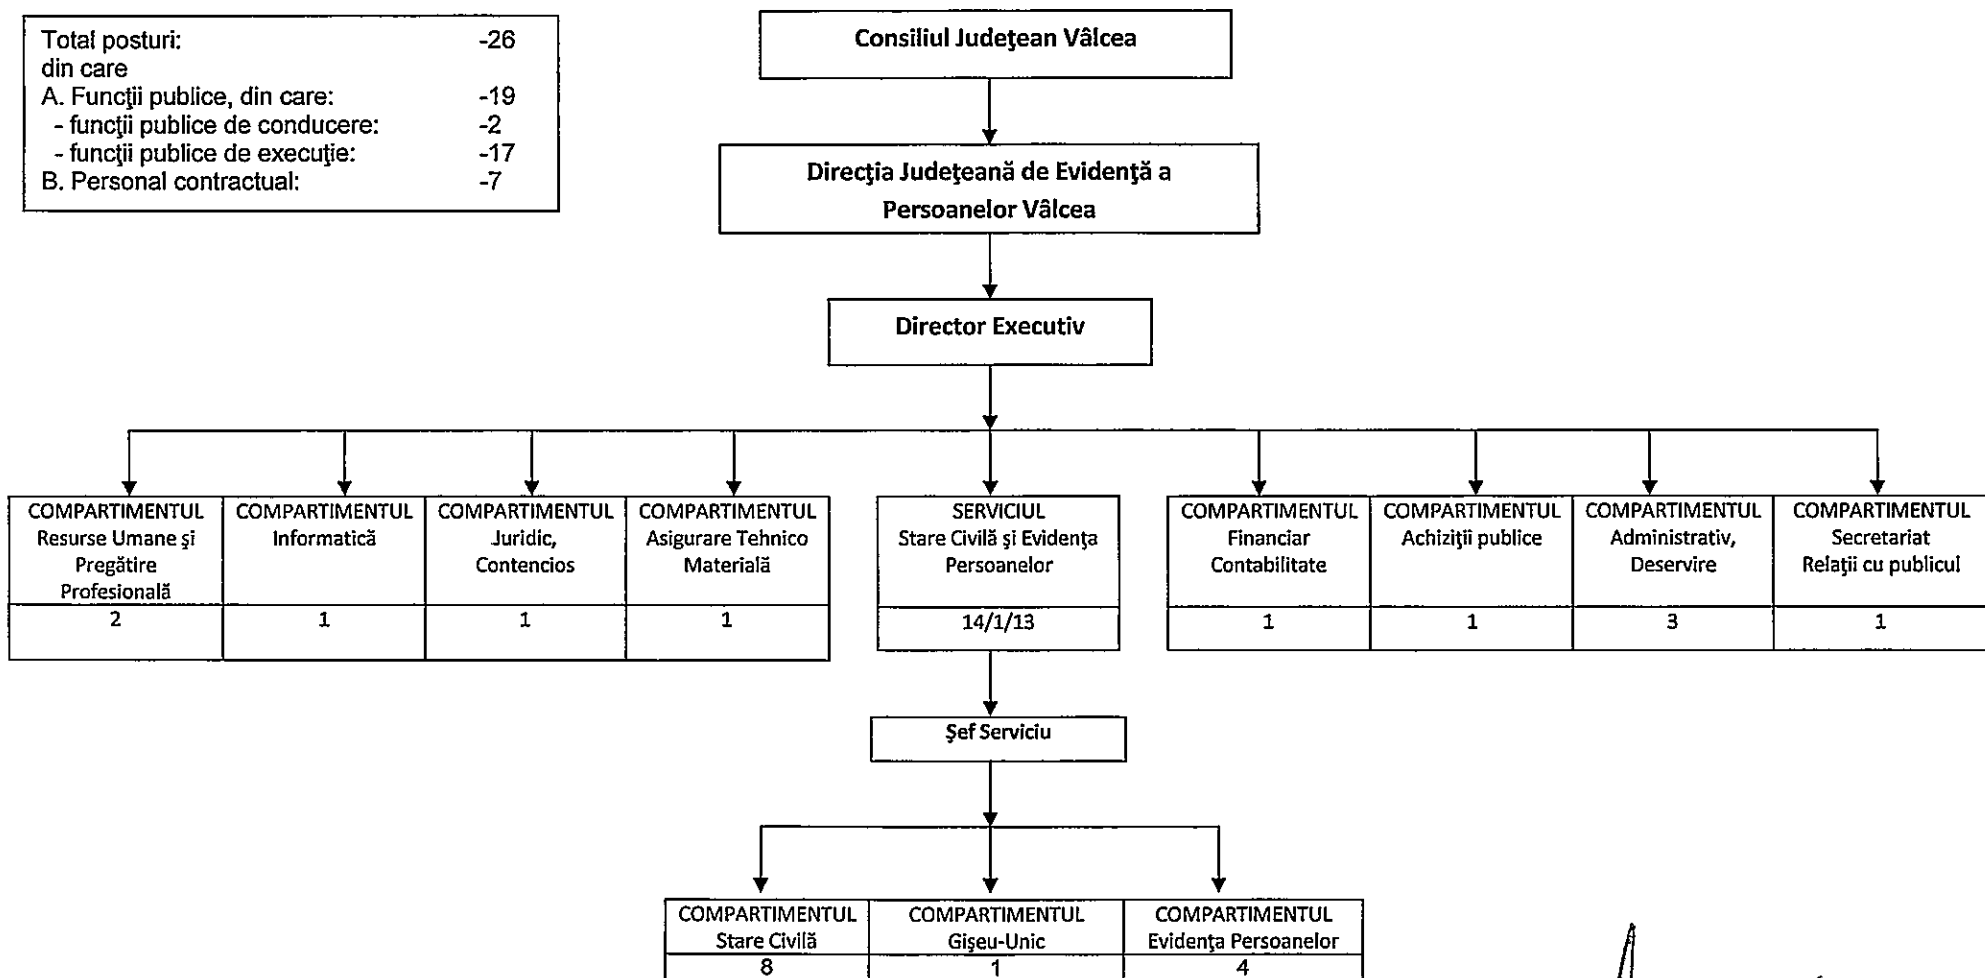 Total posturi: -26
din care
A. Funcţii publice, din care: -19
- funcţii publice de conducere: -2
- funcţii publice de execuţie: -17
B. Personal contractual: -7
Consiliul Judeţean Vâlcea
Direcţia Judeţeană de Evidenţă a
Persoanelor Vâlcea
Director Executiv
COMPARTIMENTUL
Resurse Umane şi
Pregătire
Profesională
2
COMPARTIMENTUL
Informatică
1
COMPARTIMENTUL
Juridic,
Contencios
1
COMPARTIMENTUL
Asigurare Tehnico
Materială
1
SERVICIUL
Stare Civilă şi Evidenţa
Persoanelor
14/1/13
COMPARTIMENTUL
Financiar
Contabilitate
1
COMPARTIMENTUL
Achiziţii publice
1
COMPARTIMENTUL
Administrativ,
Deservire
3
COMPARTIMENTUL
Secretariat
Relaţii cu publicul
1
Şef Serviciu
COMPARTIMENTUL
Stare Civilă
8
COMPARTIMENTUL
Gişeu-Unic
1
COMPARTIMENTUL
Evidenţa Persoanelor
4